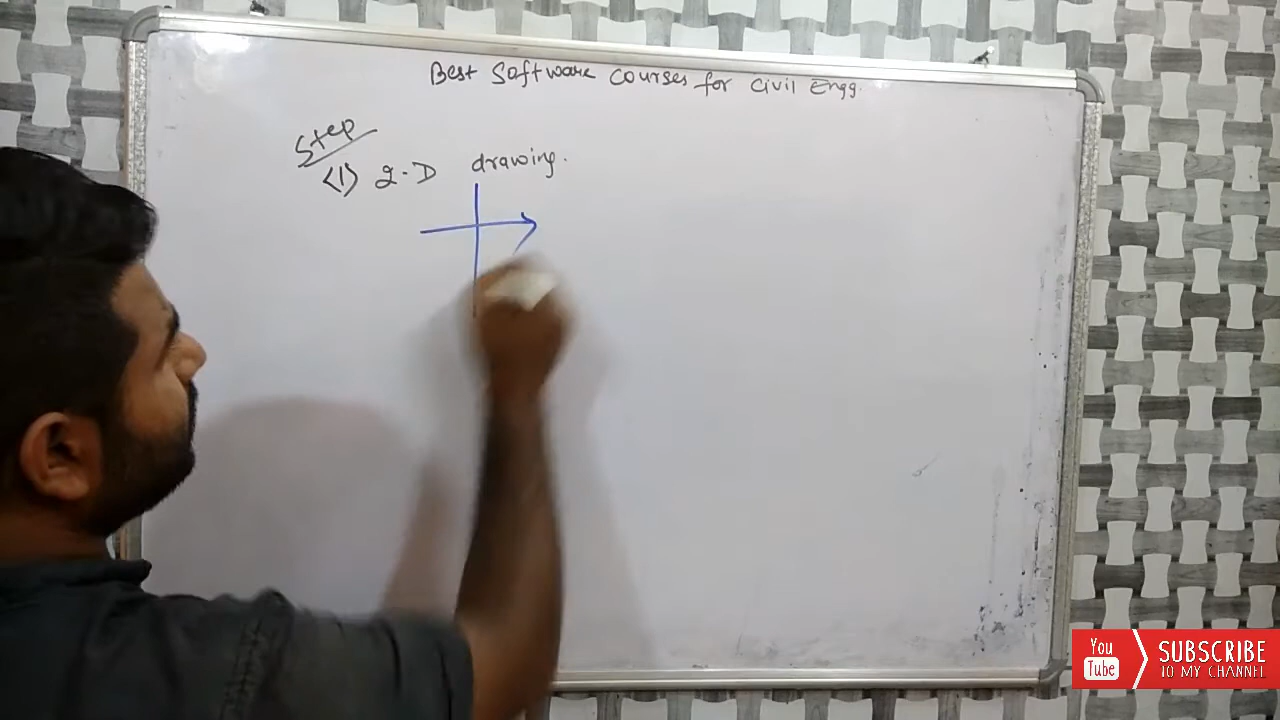 Best Software Courses for Civil Engg.
Step
(1) 2-D drawing.
You Tube
SUBSCRIBE
TO MY CHANNEL